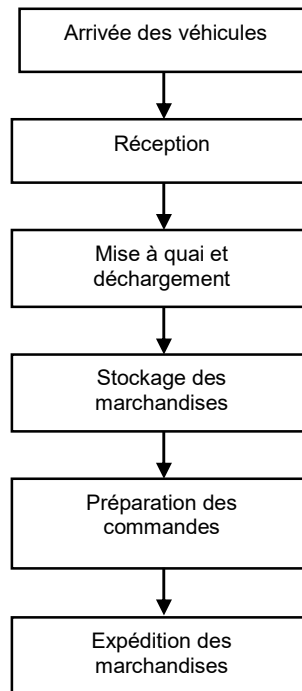 Arrivée des véhicules
Réception
Mise à quai et
déchargement
Stockage des
marchandises
Préparation des
commandes
Expédition des
marchandises